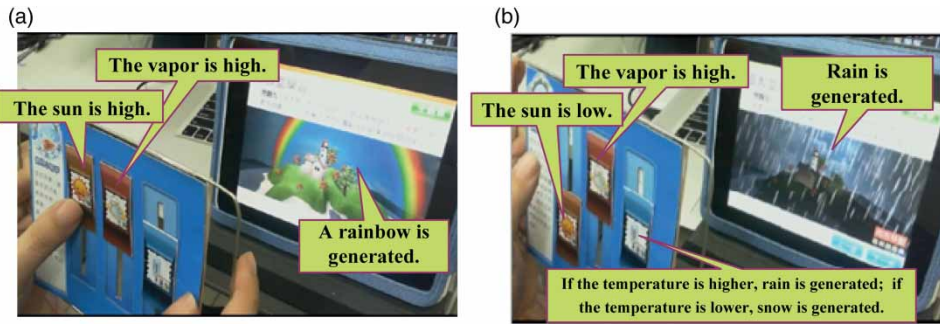 (a)
The vapor is high.
The sun is high.
A rainbow is
generated.
(b)
The vapor is high.
Rain is
generated.
The sun is low.
If the temperature is higher, rain is generated; if
the temperature is lower, snow is generated.